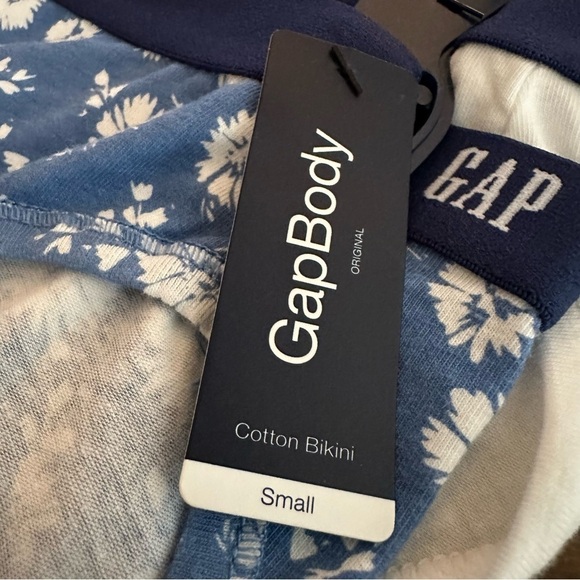 GapBody
ORIGINAL
Cotton Bikini
Small
GAP